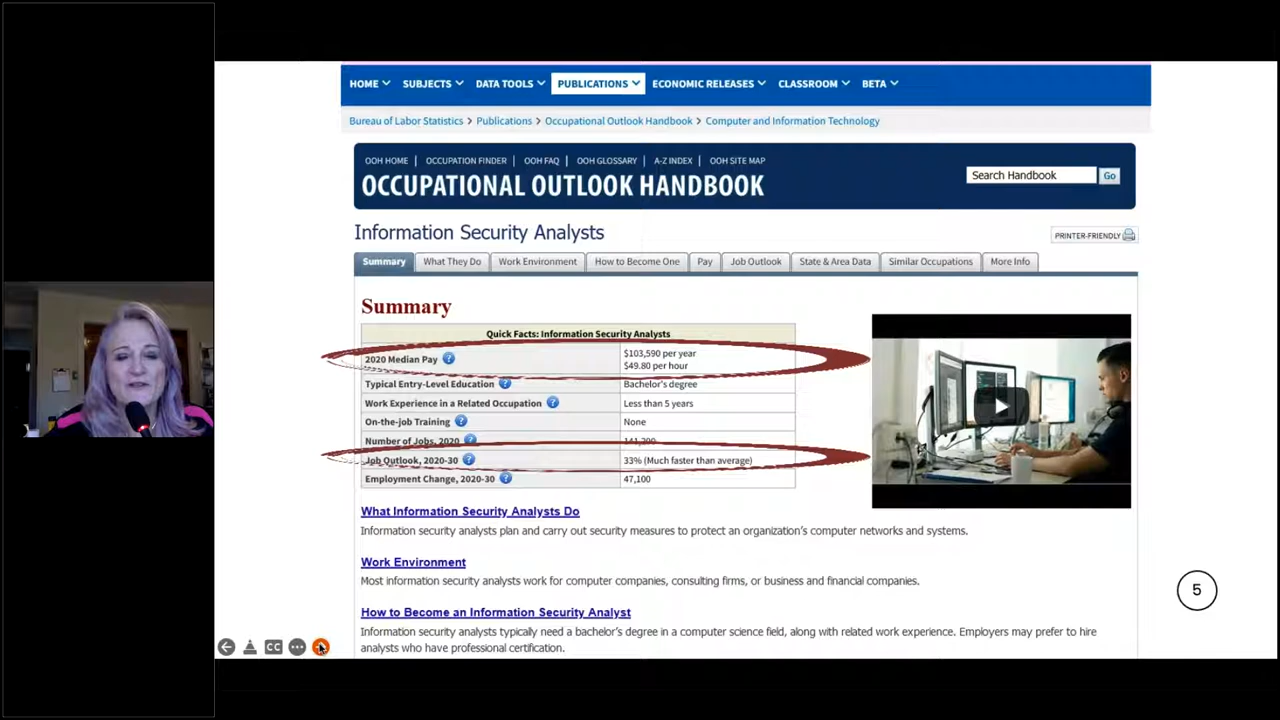 HOME SUBJECTS DATA TOOLS PUBLICATIONS ECONOMIC RELEASES CLASSROOM BETA
Bureau of Labor Statistics > Publications > Occupational Outlook Handbook > Computer and Information Technology
OOH HOME | OCCUPATION FINDER | OOH FAQ | OOH GLOSSARY | A-Z INDEX | OOH SITE MAP
OCCUPATIONAL OUTLOOK HANDBOOK
Search Handbook Go
Information Security Analysts
PRINTER-FRIENDLY
Summary What They Do Work Environment How to Become One Pay Job Outlook State & Area Data Similar Occupations More Info
Summary
Quick Facts: Information Security Analysts
2020 Median Pay ? $103,590 per year
$49.80 per hour
Typical Entry-Level Education ? Bachelor's degree
Work Experience in a Related Occupation ? Less than 5 years
On-the-job Training ? None
Number of Jobs, 2020 ? 141,200
Job Outlook, 2020-30 ? 33% (Much faster than average)
Employment Change, 2020-30 ? 47,100
What Information Security Analysts Do
Information security analysts plan and carry out security measures to protect an organization's computer networks and systems.
Work Environment
Most information security analysts work for computer companies, consulting firms, or business and financial companies.
How to Become an Information Security Analyst
Information security analysts typically need a bachelor's degree in a computer science field, along with related work experience. Employers may prefer to hire
analysts who have professional certification.
5
CC